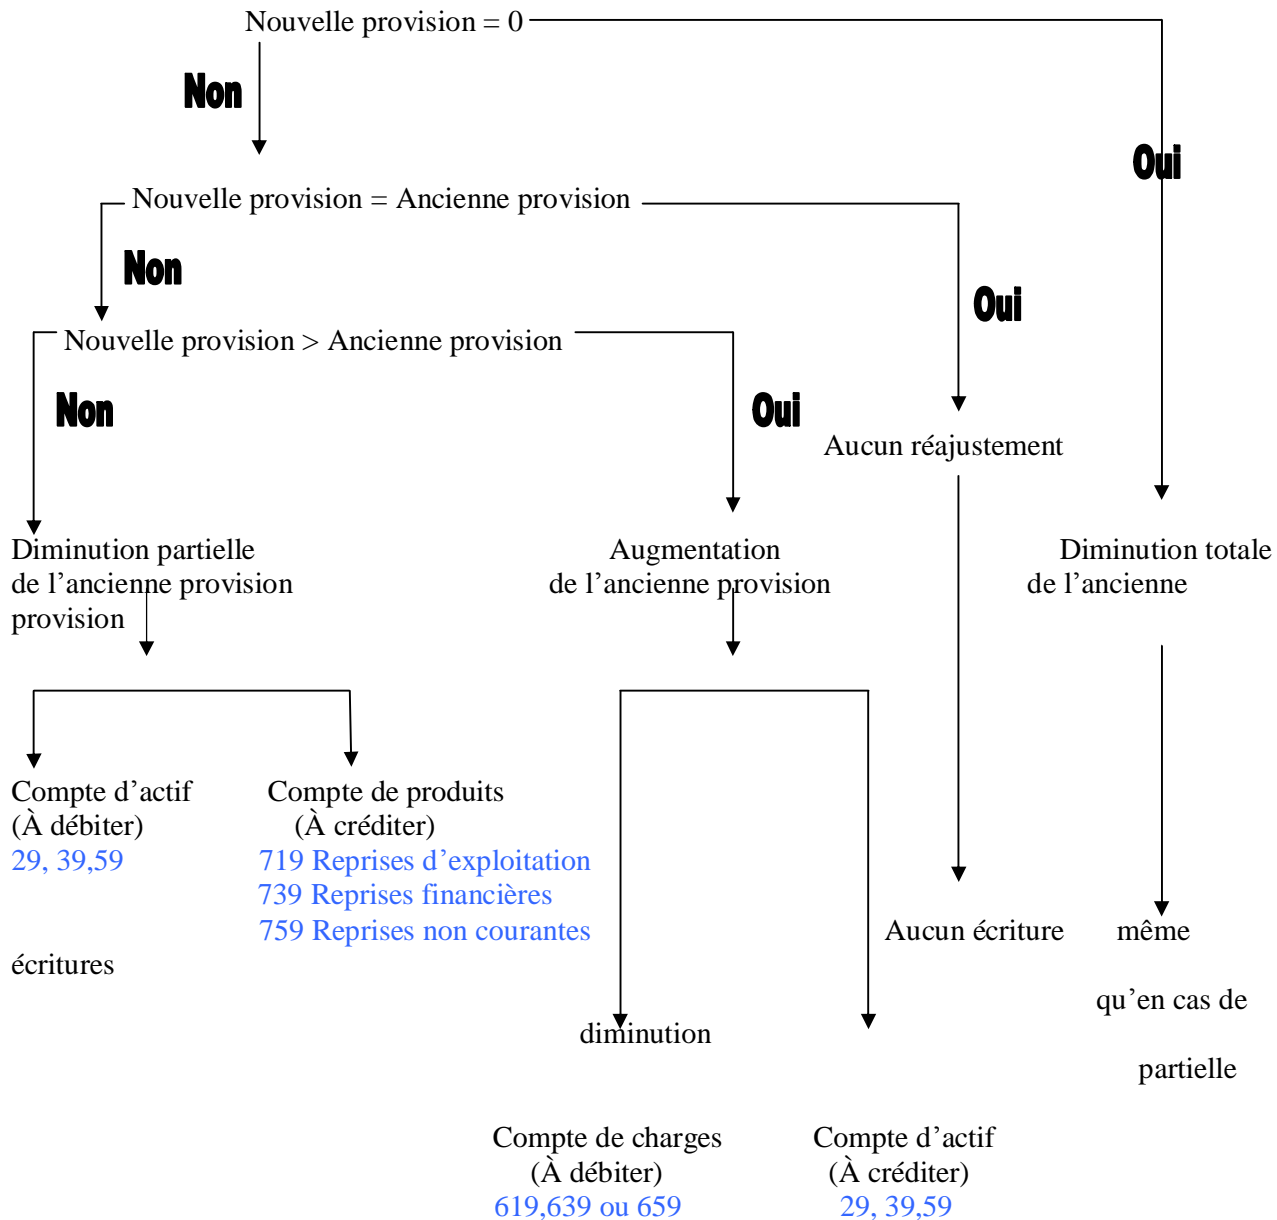 Nouvelle provision = 0
Non
Oui
Nouvelle provision = Ancienne provision
Non
Oui
Nouvelle provision > Ancienne provision
Non
Oui
Aucun réajustement
Diminution partielle Augmentation Diminution totale
de l’ancienne provision de l’ancienne provision de l’ancienne
provision
Compte d’actif Compte de produits
(À débiter) (À créditer)
29, 39,59 719 Reprises d’exploitation
739 Reprises financières
759 Reprises non courantes Aucun écriture même
écritures
qu’en cas de
diminution
partielle
Compte de charges Compte d’actif
(À débiter) (À créditer)
619,639 ou 659 29, 39,59